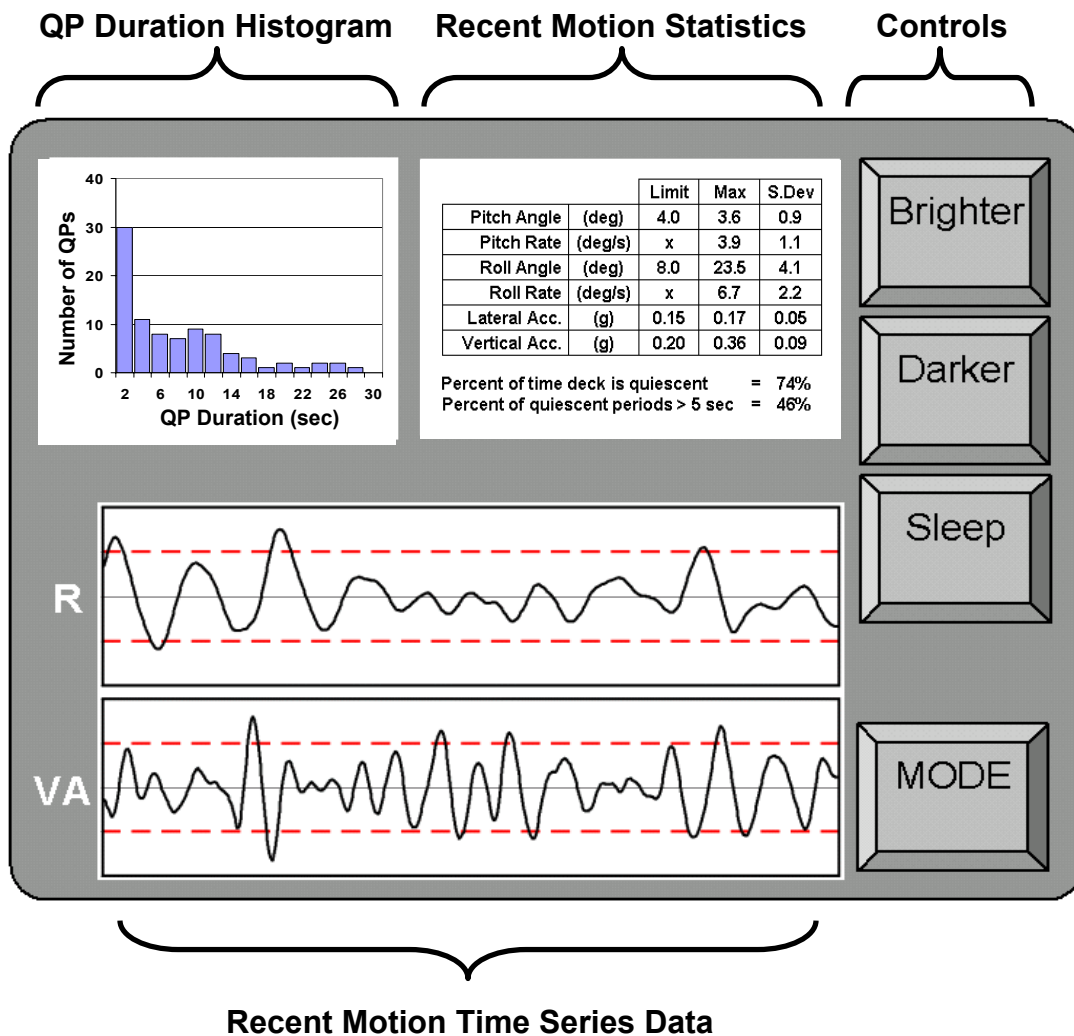 QP Duration Histogram
Recent Motion Statistics
Controls
40
30
20
10
0
Number of QPs
2 6 10 14 18 22 26 30
QP Duration (sec)
Limit Max S.Dev
Pitch Angle (deg) 4.0 3.6 0.9
Pitch Rate (deg/s) x 3.9 1.1
Roll Angle (deg) 8.0 23.5 4.1
Roll Rate (deg/s) x 6.7 2.2
Lateral Acc. (g) 0.15 0.17 0.05
Vertical Acc. (g) 0.20 0.36 0.09
Percent of time deck is quiescent = 74%
Percent of quiescent periods > 5 sec = 46%
Brighter
Darker
Sleep
R
VA
MODE
Recent Motion Time Series Data